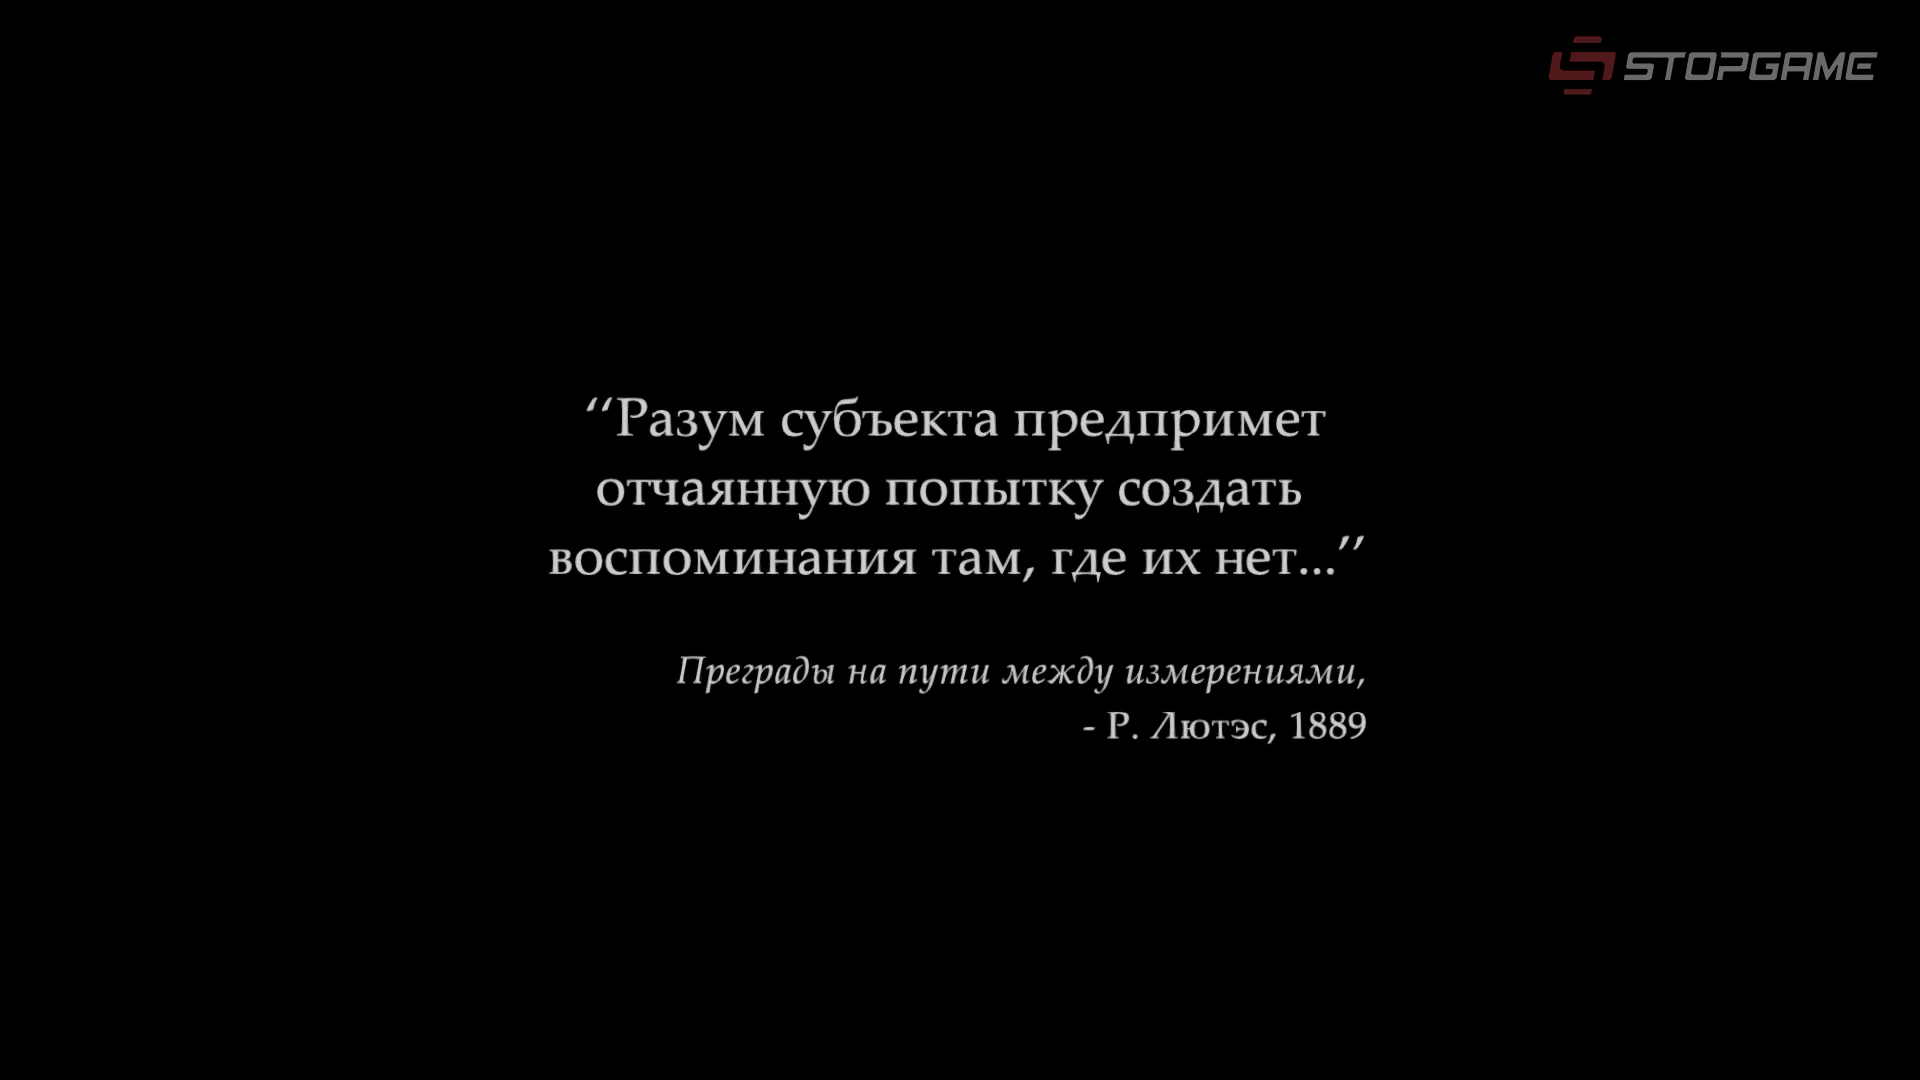 STOPGAME
‘‘Разум субъекта предпримет
отчаянную попытку создать
воспоминания там, где их нет...’’
Преграды на пути между измерениями,
- Р. Лютэс, 1889